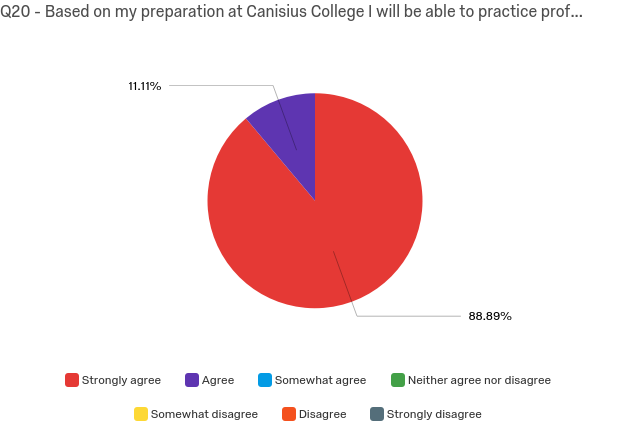 Q20 - Based on my preparation at Canisius College I will be able to practice prof...
11.11%
88.89%
Strongly agree Agree Somewhat agree Neither agree nor disagree
Somewhat disagree Disagree Strongly disagree